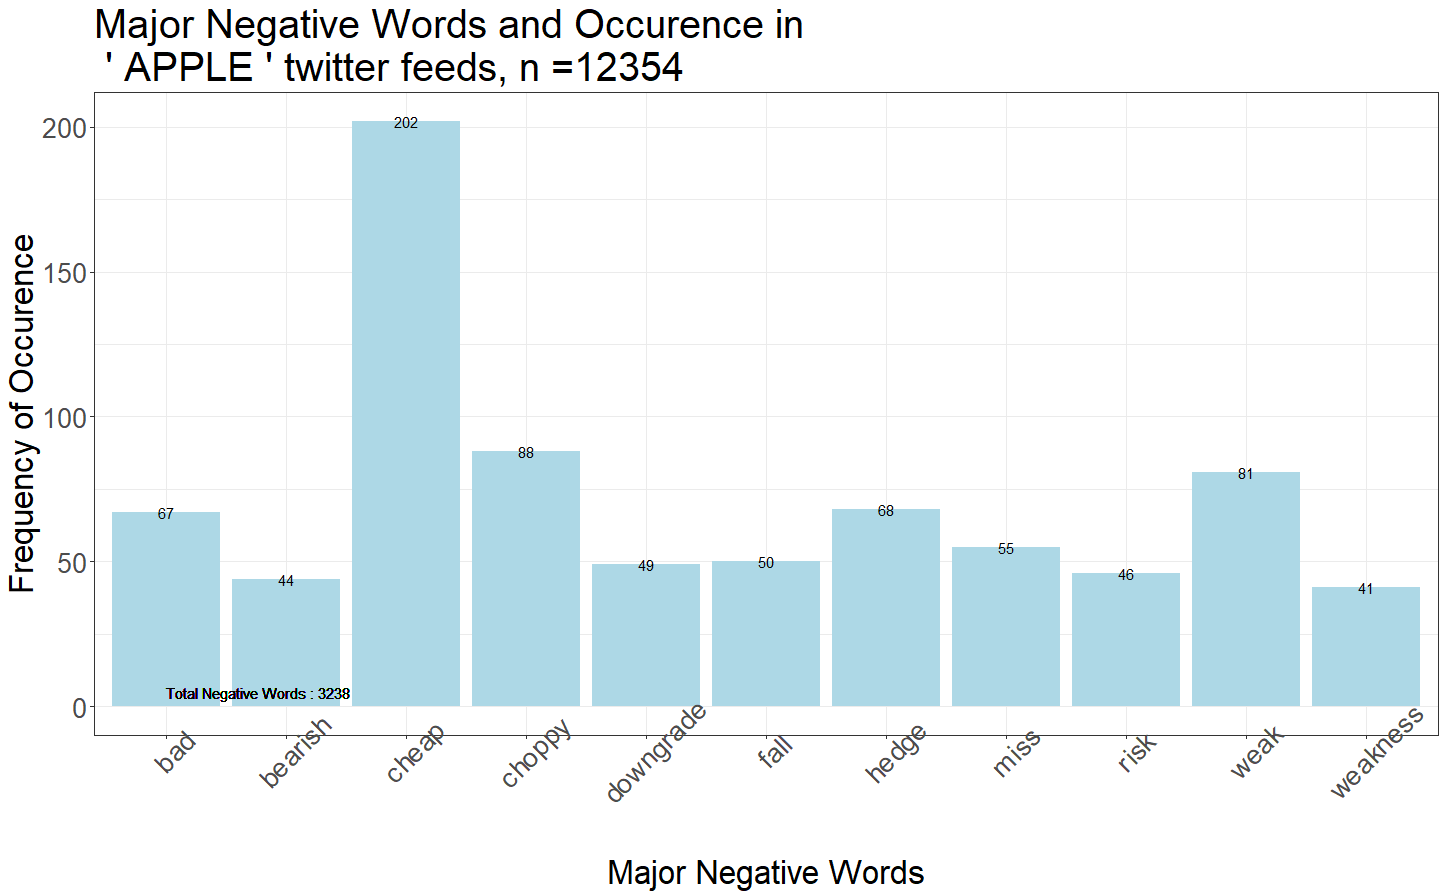 Major Negative Words and Occurence in
' APPLE ' twitter feeds, n =12354
Frequency of Occurence
200
150
100
50
0
67
44
202
88
49
50
68
55
46
81
41
Total Negative Words : 3238
bad
bearish
cheap
choppy
downgrade
fall
hedge
miss
risk
weak
weakness
Major Negative Words